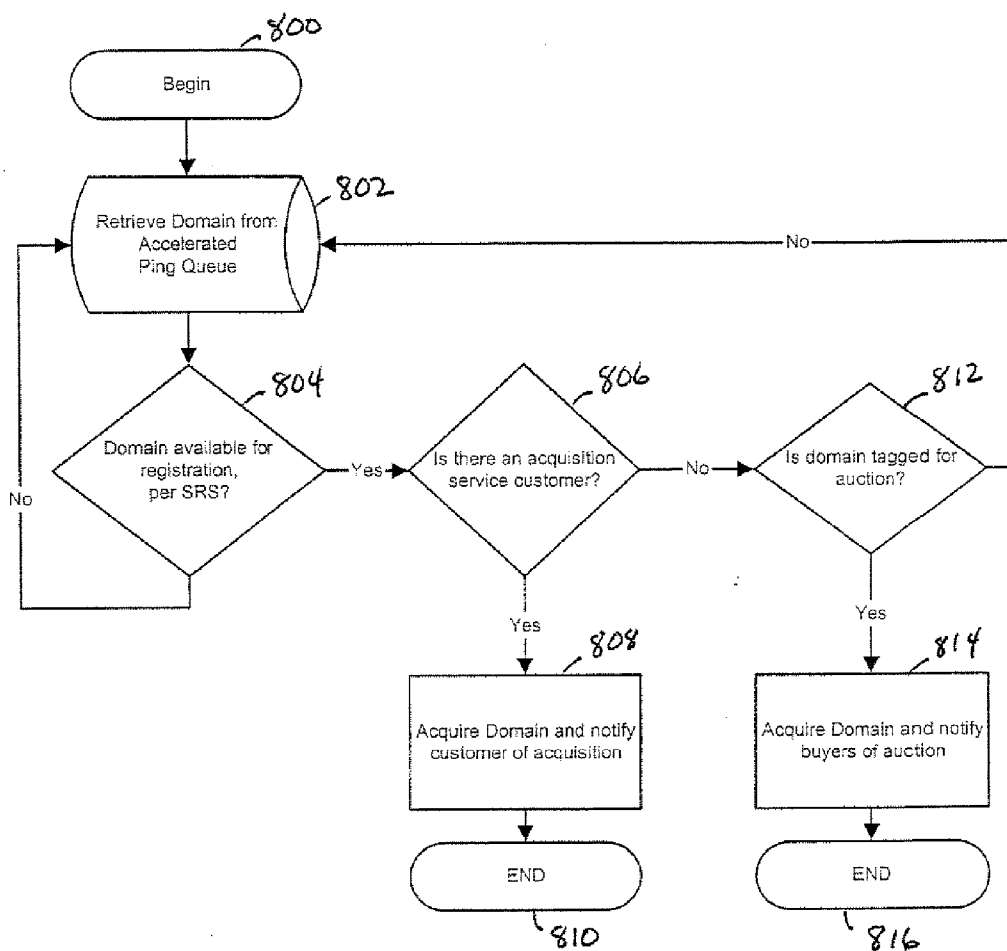 800
Begin
802
Retrieve Domain from
Accelerated
Ping Queue
No
804
Domain available for
registration,
per SRS?
No
Yes
806
Is there an acquisition
service customer?
No
812
Is domain tagged for
auction?
Yes
808
Acquire Domain and notify
customer of acquisition
Yes
814
Acquire Domain and notify
buyers of auction
END
810
END
816